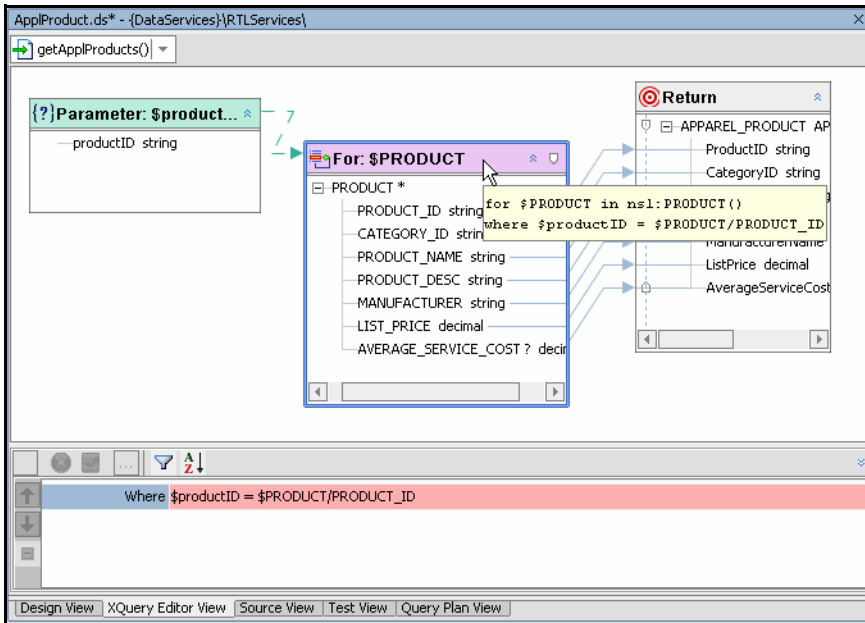 ApplProduct.ds* - {DataServices}\RTLServices\
getApplProducts()
{?}Parameter: $product...
productID string
For: $PRODUCT
PRODUCT *
PRODUCT_ID string
CATEGORY_ID strin
PRODUCT_NAME string
PRODUCT_DESC string
MANUFACTURER string
LIST_PRICE decimal
AVERAGE_SERVICE_COST ? decim
for $PRODUCT in ns1:PRODUCT()
where $productID = $PRODUCT/PRODUCT_ID
Return
APPAREL_PRODUCT AP
ProductID string
CategoryID string
ManufacturerName
ListPrice decimal
AverageServiceCost
A
Z
...
Where $productID = $PRODUCT/PRODUCT_ID
Design View XQuery Editor View Source View Test View Query Plan View